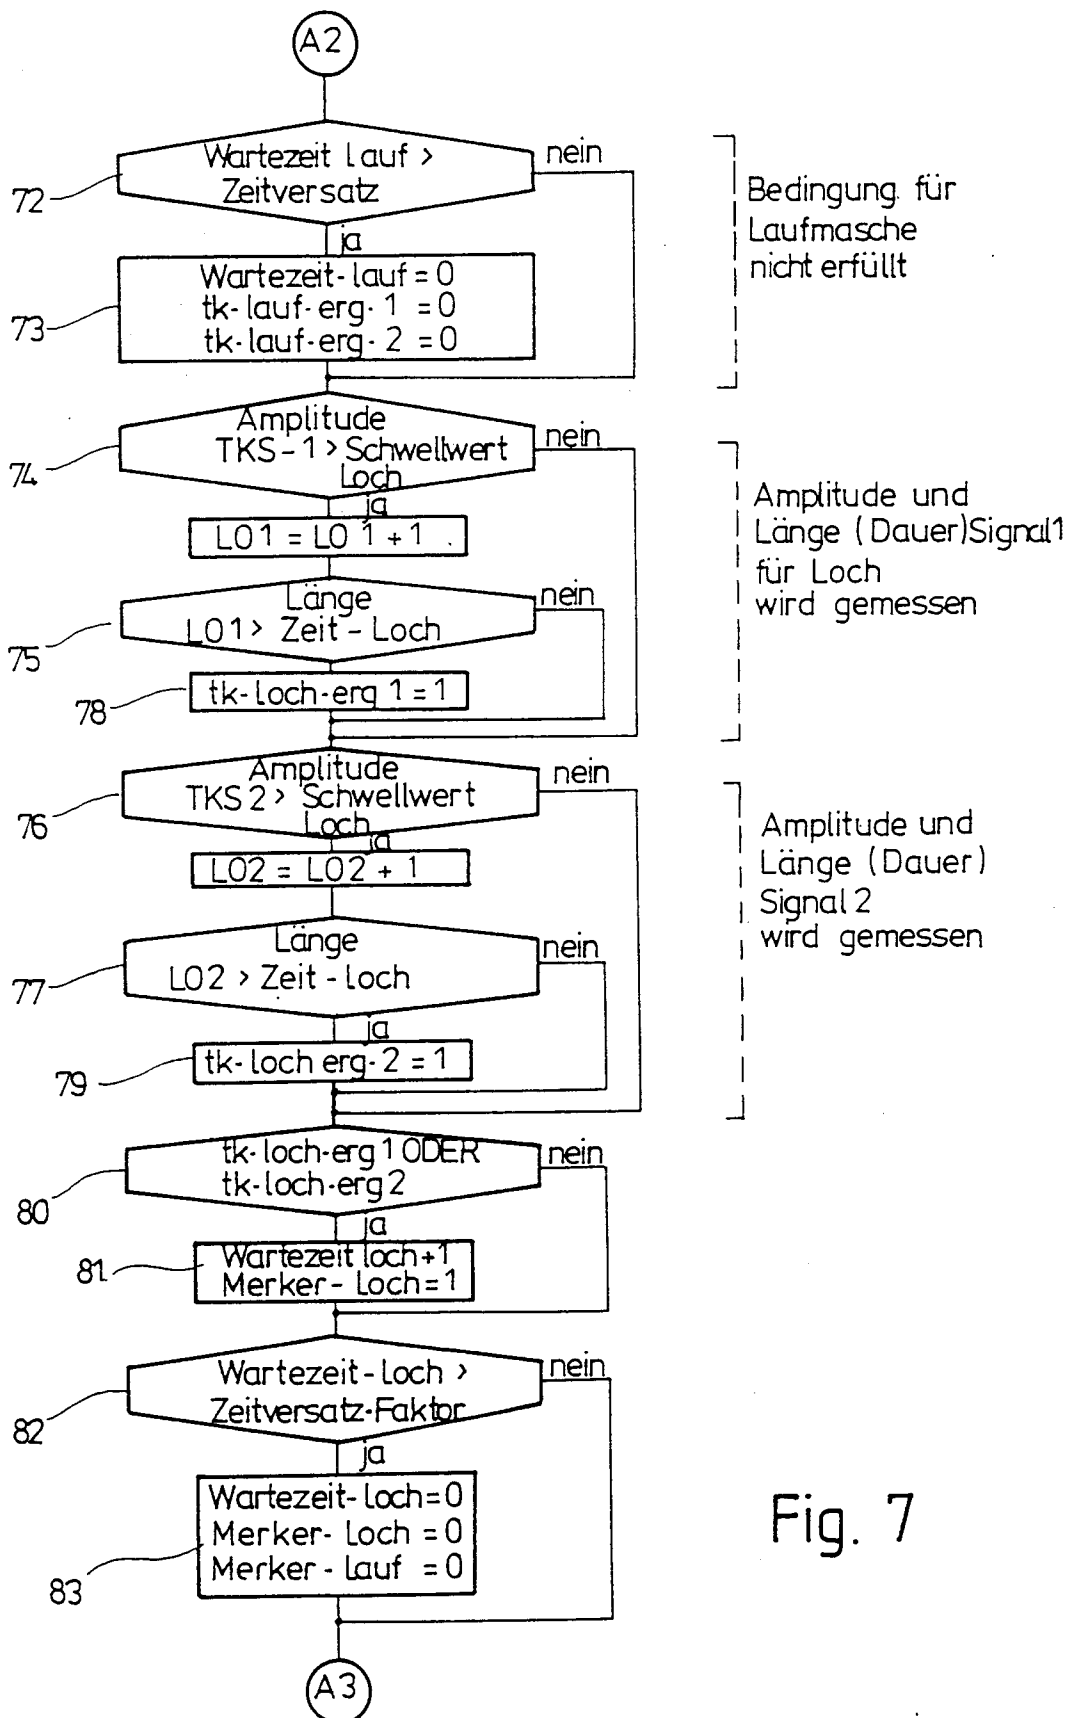 A2
Wartezeit lauf >
Zeitversatz
nein
72
ja
Wartezeit-lauf=0
tk-lauf-erg-1 =0
tk-lauf-erg-2 =0
73
Bedingung für
Laufmasche
nicht erfüllt
Amplitude
TKS-1 > Schwellwert
Loch
nein
74
ja
LO1 = LO1+1
Länge
LO1 > Zeit-Loch
nein
75
tk-loch-erg 1=1
78
Amplitude und
Länge (Dauer)Signal1
für Loch
wird gemessen
Amplitude
TKS2 > Schwellwert
Loch
nein
76
ja
LO2 = LO2 + 1
Länge
LO2 > Zeit-loch
nein
77
ja
tk-loch erg-2 =1
79
Amplitude und
Länge (Dauer)
Signal 2
wird gemessen
tk-loch-erg1 ODER
tk-loch-erg2
nein
80
ja
Wartezeit loch+1
Merker-Loch=1
81
Wartezeit-loch >
Zeitversatz-Faktor
nein
82
ja
Wartezeit-loch=0
Merker-Loch =0
Merker-lauf =0
83
A3
Fig. 7